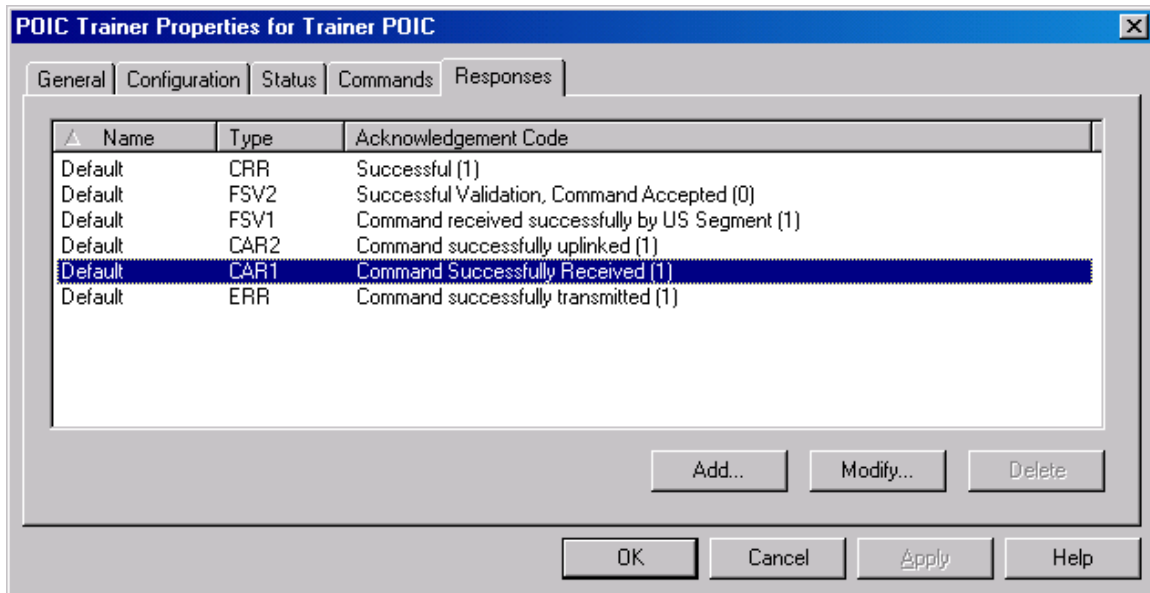 POIC Trainer Properties for Trainer POIC
General Configuration Status Commands Responses
Name Type Acknowledgement Code
Default CRR Successful (1)
Default FSV2 Successful Validation, Command Accepted (0)
Default FSV1 Command received successfully by US Segment (1)
Default CAR2 Command successfully uplinked (1)
Default CAR1 Command Successfully Received (1)
Default ERR Command successfully transmitted (1)
Add... Modify... Delete
OK Cancel Apply Help